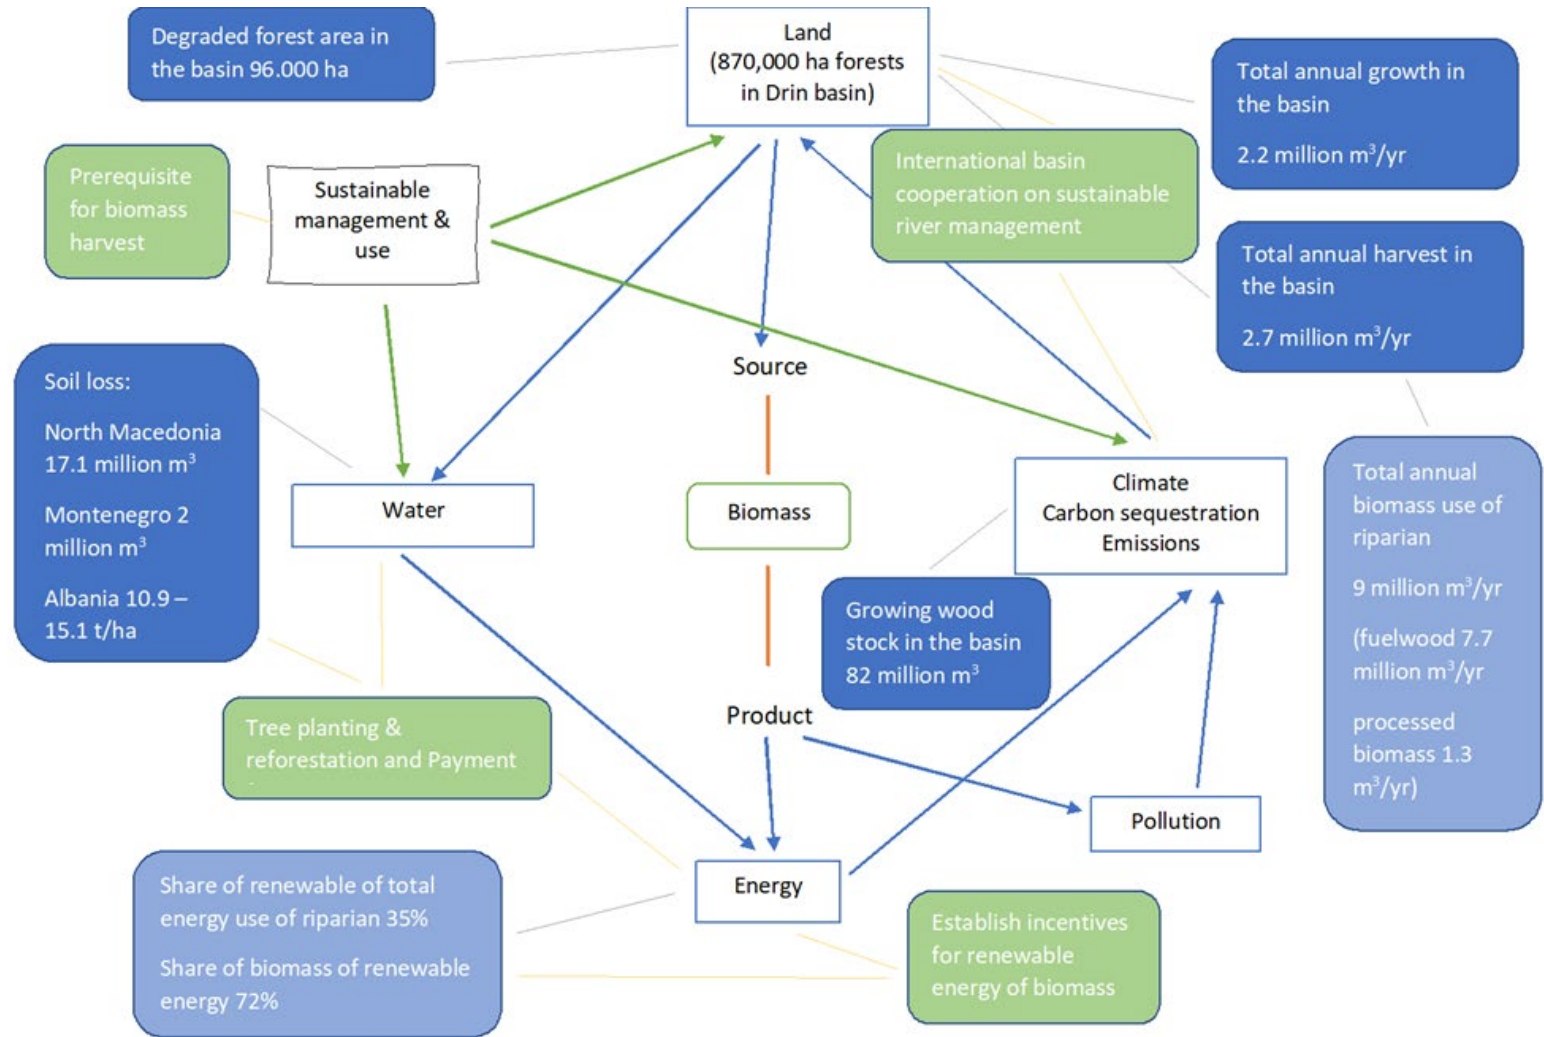 Degraded forest area in
the basin 96.000 ha
Land
(870,000 ha forests
in Drin basin)
Total annual growth in
the basin
2.2 million m³/yr
Prerequisite
for biomass
harvest
Sustainable
management &
use
International basin
cooperation on sustainable
river management
Total annual harvest in
the basin
2.7 million m³/yr
Source
Soil loss:
North Macedonia
17.1 million m³
Montenegro 2
million m³
Albania 10.9 –
15.1 t/ha
Water
Biomass
Climate
Carbon sequestration
Emissions
Total annual
biomass use of
riparian
9 million m³/yr
(fuelwood 7.7
million m³/yr
processed
biomass 1.3
m³/yr)
Growing wood
stock in the basin
82 million m³
Product
Tree planting &
reforestation and Payment
Pollution
Energy
Share of renewable of total
energy use of riparian 35%
Share of biomass of renewable
energy 72%
Establish incentives
for renewable
energy of biomass